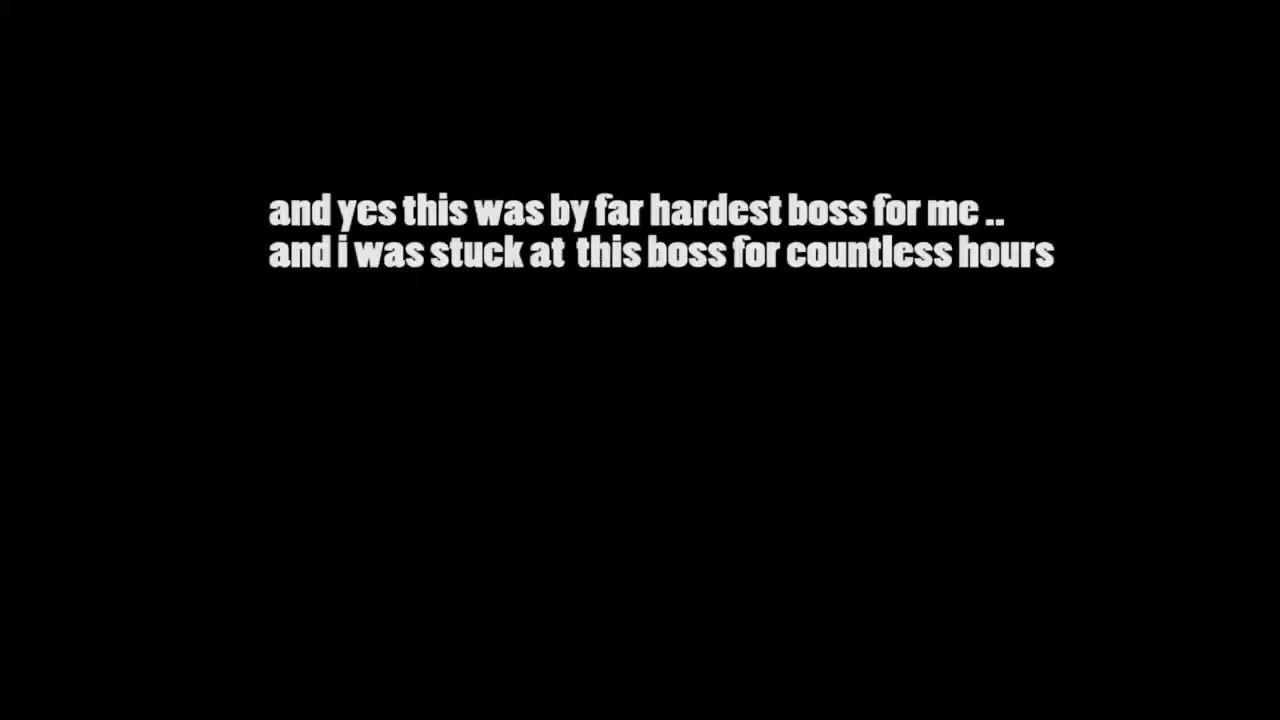 and yes this was by far hardest boss for me ..
and i was stuck at  this boss for countless hours